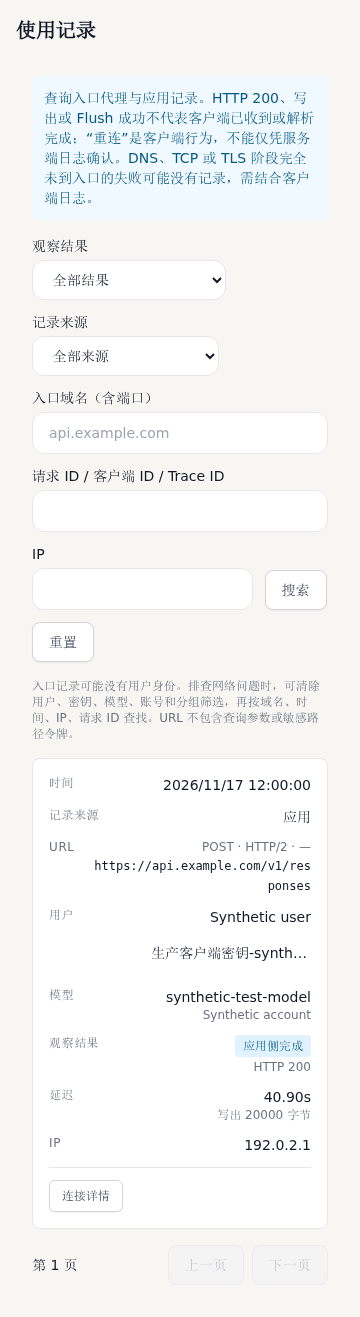 使用记录
查询入口代理与应用记录。HTTP 200、写
出或 Flush 成功不代表客户端已收到或解析
完成；“重连”是客户端行为，不能仅凭服务
端日志确认。DNS、TCP 或 TLS 阶段完全
未到入口的失败可能没有记录，需结合客户
端日志。
观察结果
全部结果
记录来源
全部来源
入口域名（含端口）
api.example.com
请求 ID / 客户端 ID / Trace ID
IP
搜索
重置
入口记录可能没有用户身份。排查网络问题时，可清除
用户、密钥、模型、账号和分组筛选，再按域名、时
间、IP、请求 ID 查找。URL 不包含查询参数或敏感路
径令牌。
时间 2026/11/17 12:00:00
记录来源 应用
URL POST · HTTP/2 · —
https://api.example.com/v1/res
ponses
用户 Synthetic user
生产客户端密钥-synth…
模型 synthetic-test-model
Synthetic account
观察结果 应用侧完成
HTTP 200
延迟 40.90s
写出 20000 字节
IP 192.0.2.1
连接详情
第 1 页 上一页 下一页